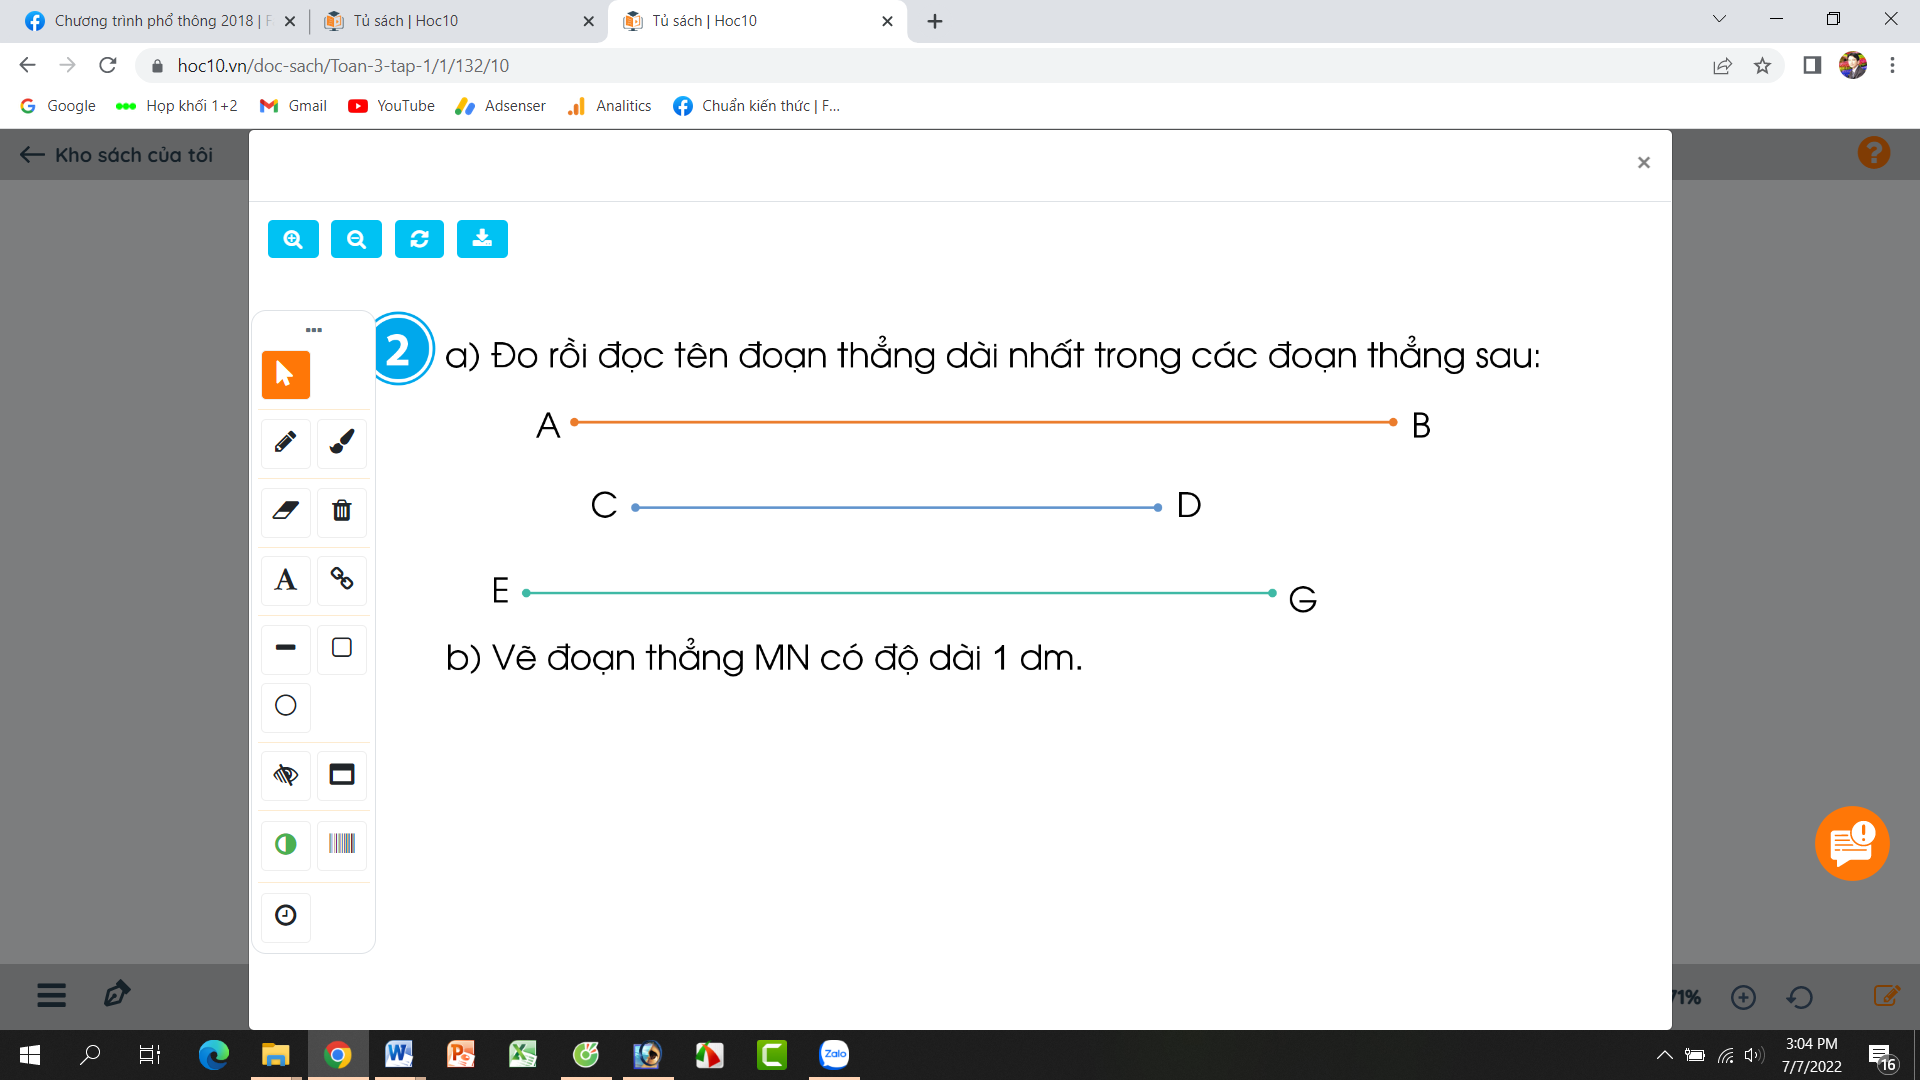 Chương trình phổ thông 2018 | F
Tủ sách | Hoc10
Tủ sách | Hoc10
hoc10.vn/doc-sach/Toan-3-tap-1/1/132/10
Google
Họp khối 1+2
Gmail
YouTube
Adsenser
Analitics
Chuẩn kiến thức | F...
Kho sách của tôi
2
a) Đo rồi đọc tên đoạn thẳng dài nhất trong các đoạn thẳng sau:
A B
C D
E G
b) Vẽ đoạn thẳng MN có độ dài 1 dm.
A
71%
Zalo
3:04 PM
7/7/2022
16